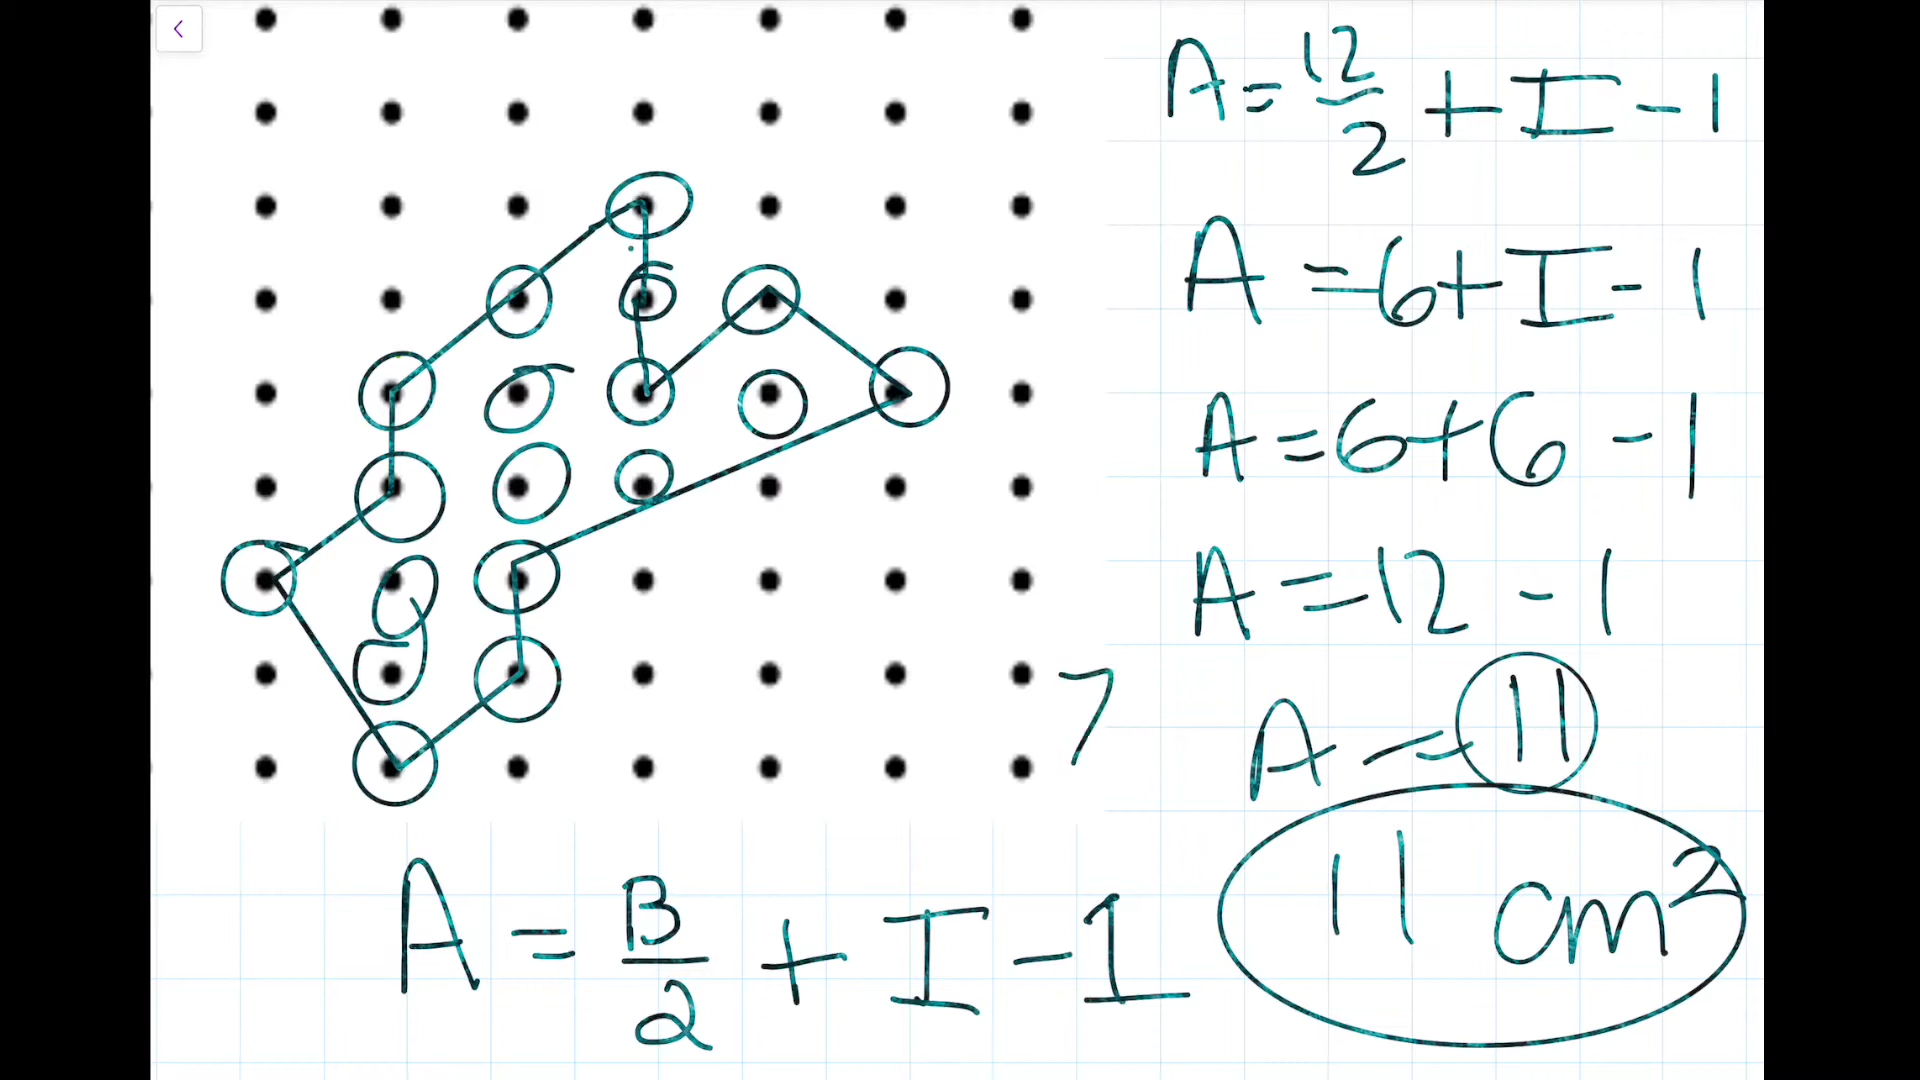 A = 12/2 + I - 1
A = 6 + I - 1
A = 6 + 6 - 1
A = 12 - 1
7
A = 11
A = B/2 + I - 1
11 cm²